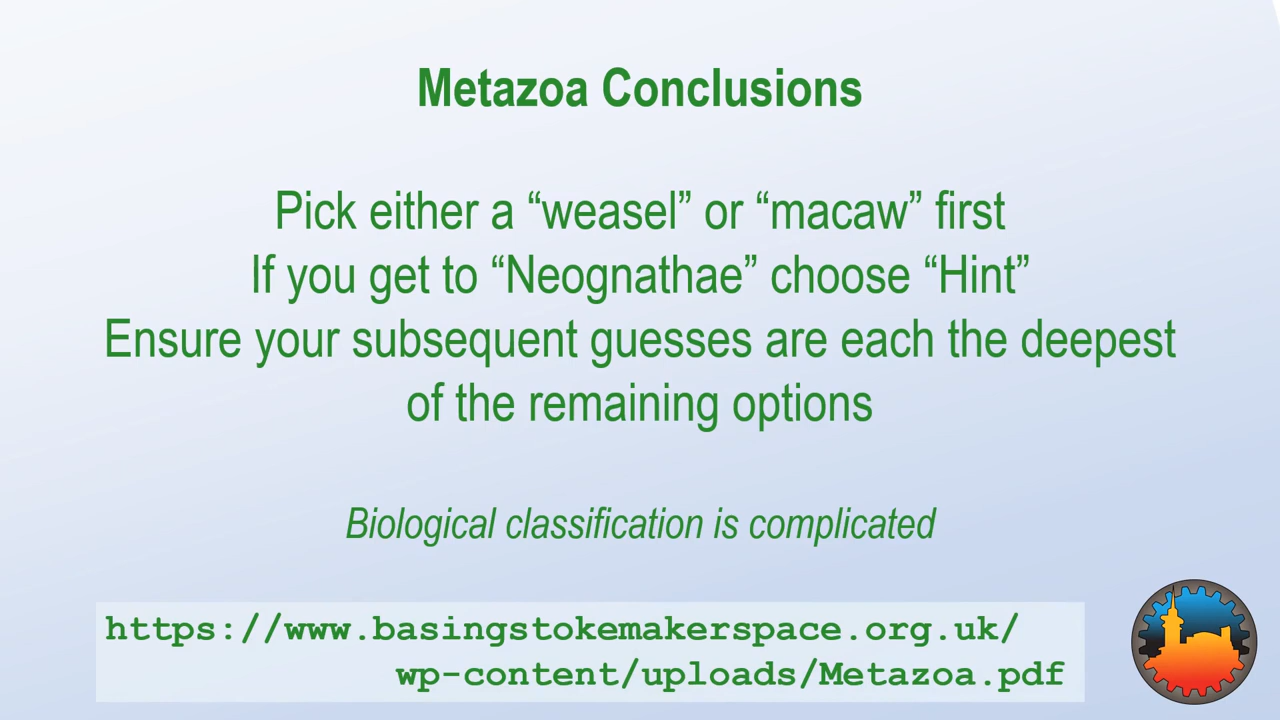 Metazoa Conclusions
Pick either a “weasel” or “macaw” first
If you get to “Neognathae” choose “Hint”
Ensure your subsequent guesses are each the deepest
of the remaining options
Biological classification is complicated
https://www.basingstokemakerspace.org.uk/
wp-content/uploads/Metazoa.pdf